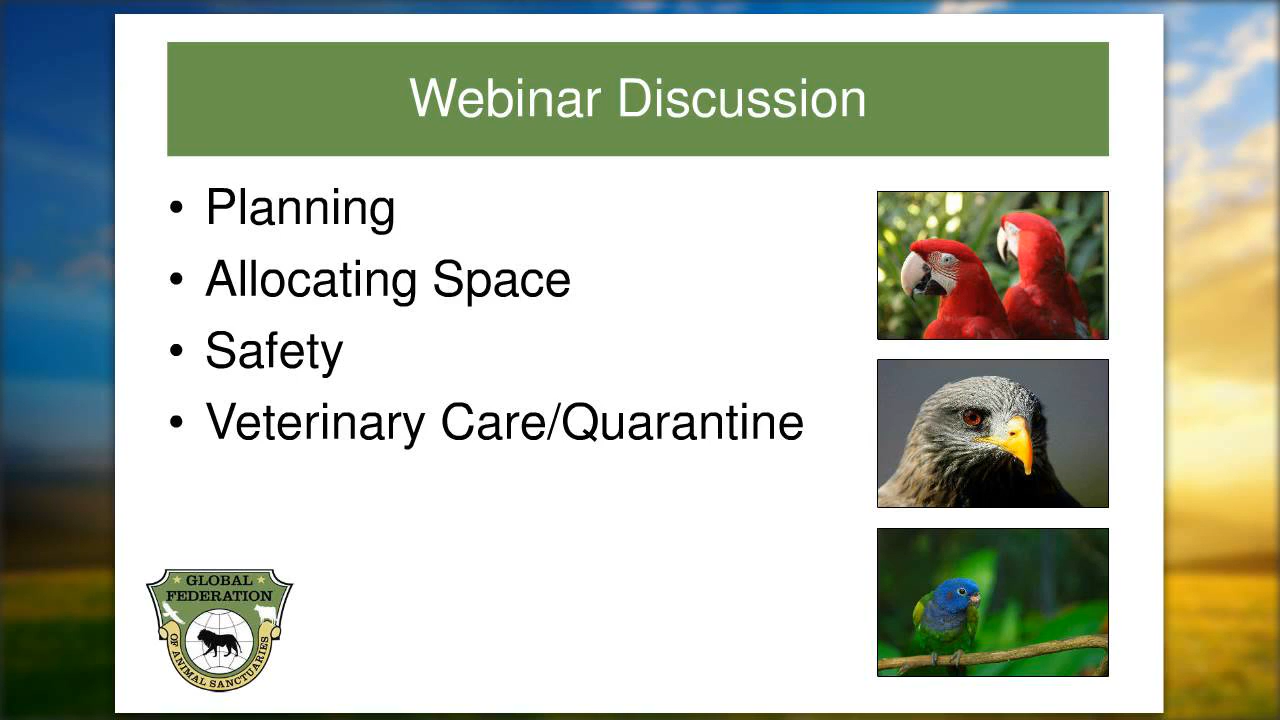 Webinar Discussion
• Planning
• Allocating Space
• Safety
• Veterinary Care/Quarantine
GLOBAL
FEDERATION
OF ANIMAL SANCTUARIES